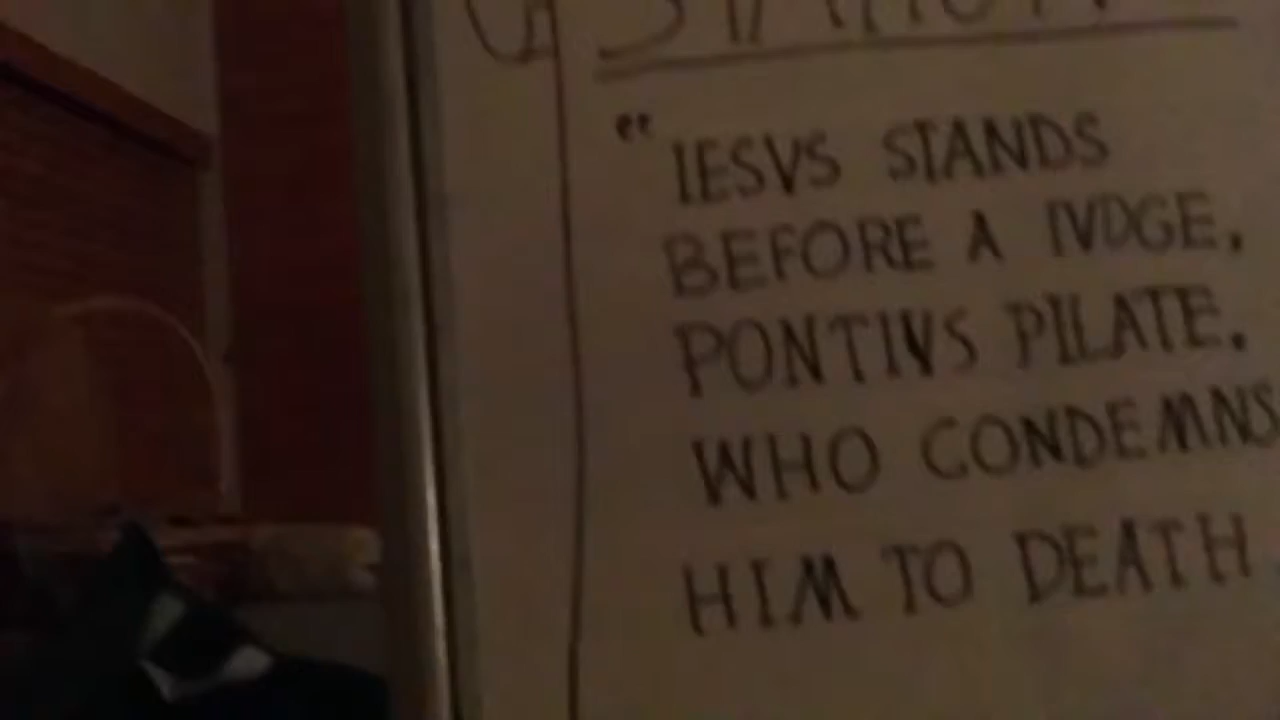 "IESVS STANDS
BEFORE A IVDGE,
PONTIVS PILATE,
WHO CONDEMNS
HIM TO DEATH